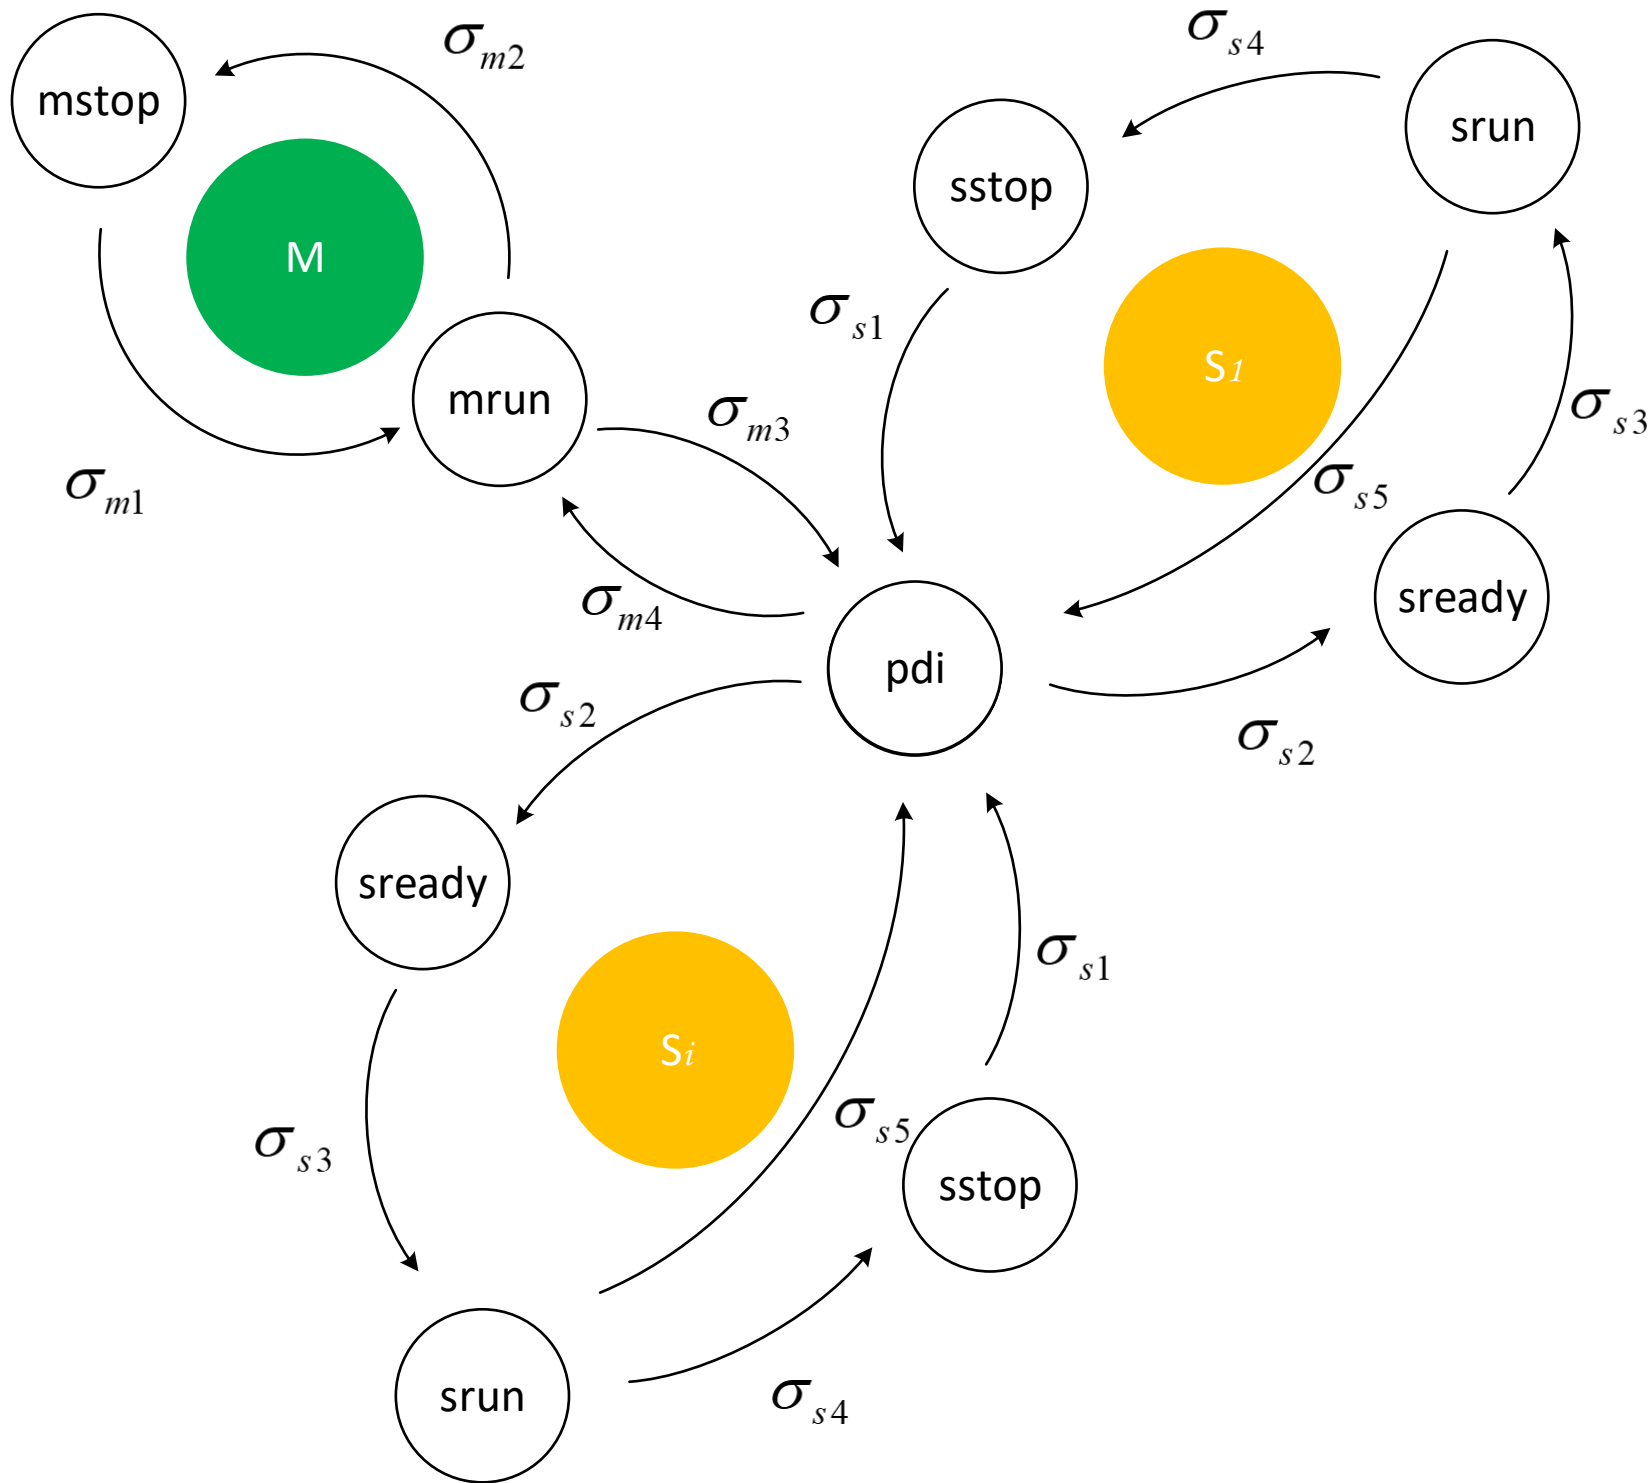 σs4
σm2
mstop
srun
sstop
M
σs1
S1
mrun
σm3
σs3
σm1
σs5
σm4
sready
pdi
σs2
σs2
sready
σs1
Si
σs5
σs3
sstop
srun
σs4